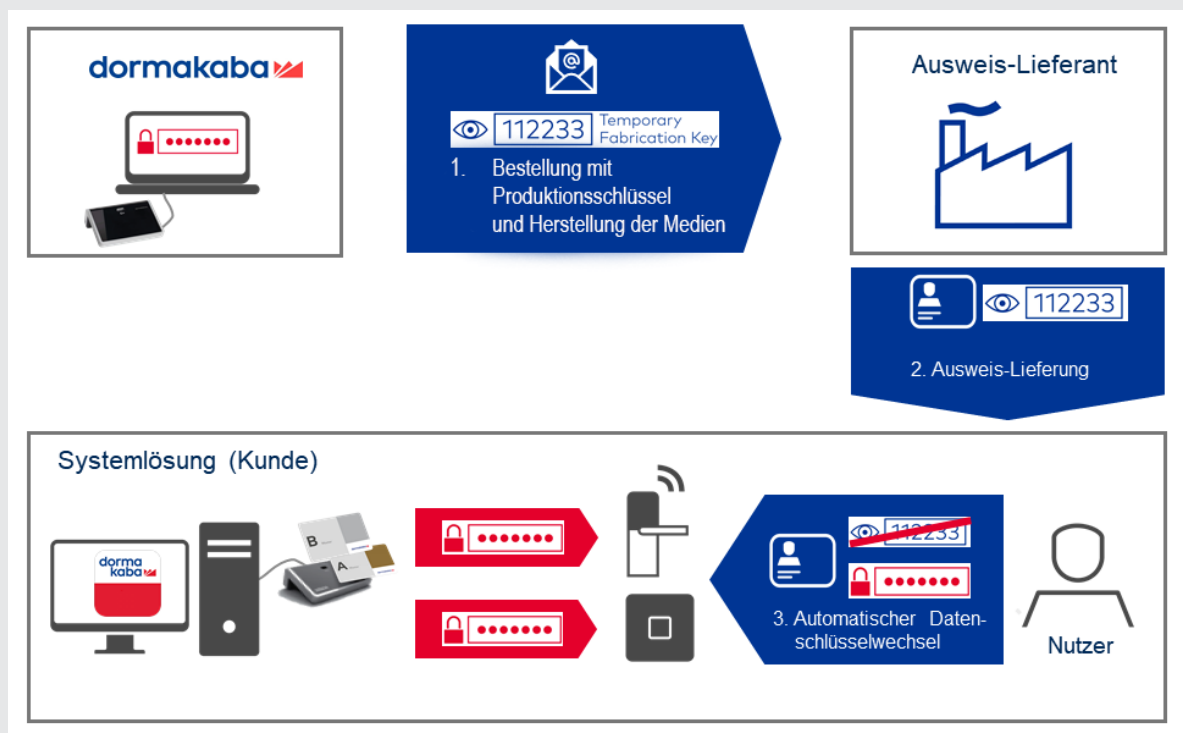 dormakaba
@
112233 Temporary
Fabrication Key
1. Bestellung mit
Produktionsschlüssel
und Herstellung der Medien
Ausweis-Lieferant
112233
2. Ausweis-Lieferung
Systemlösung (Kunde)
dorma
kaba
B
A
112233
3. Automatischer Daten-
schlüsselwechsel
Nutzer